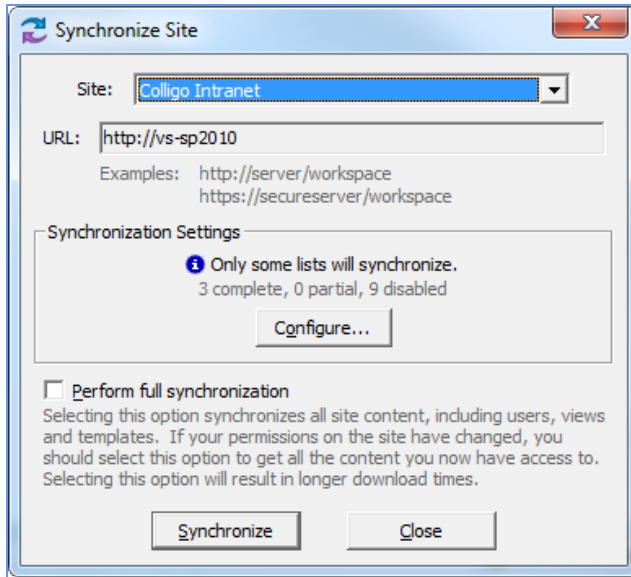 Synchronize Site
Site: Colligo Intranet
URL: http://vs-sp2010
Examples: http://server/workspace
https://secureserver/workspace
Synchronization Settings
Only some lists will synchronize.
3 complete, 0 partial, 9 disabled
Configure...
Perform full synchronization
Selecting this option synchronizes all site content, including users, views
and templates. If your permissions on the site have changed, you
should select this option to get all the content you now have access to.
Selecting this option will result in longer download times.
Synchronize Close